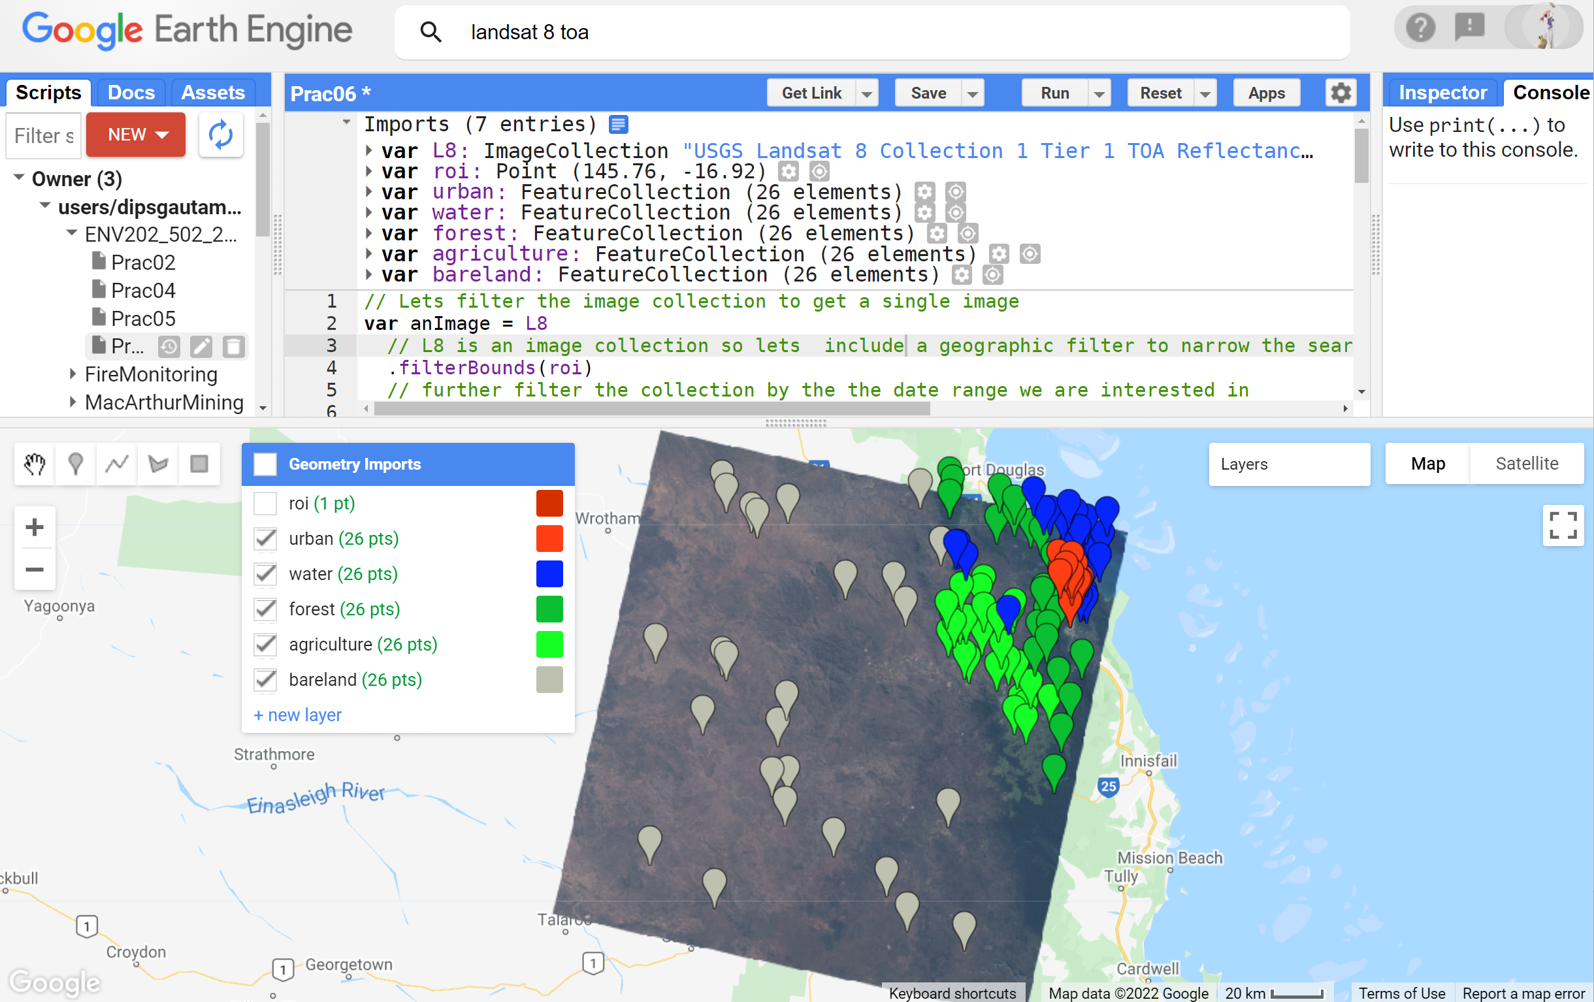 Google Earth Engine
landsat 8 toa
Scripts Docs Assets
Filter s NEW
Owner (3)
users/dipsgautam...
ENV202_502_2...
Prac02
Prac04
Prac05
Pr...
FireMonitoring
MacArthurMining
Prac06 *
Get Link Save Run Reset Apps
Imports (7 entries)
var L8: ImageCollection "USGS Landsat 8 Collection 1 Tier 1 TOA Reflectanc…
var roi: Point (145.76, -16.92)
var urban: FeatureCollection (26 elements)
var water: FeatureCollection (26 elements)
var forest: FeatureCollection (26 elements)
var agriculture: FeatureCollection (26 elements)
var bareland: FeatureCollection (26 elements)
1 // Lets filter the image collection to get a single image
2 var anImage = L8
3 // L8 is an image collection so lets  include a geographic filter to narrow the sear
4 .filterBounds(roi)
5 // further filter the collection by the the date range we are interested in
6
Inspector Console
Use print(...) to
write to this console.
Geometry Imports
roi (1 pt)
urban (26 pts)
water (26 pts)
forest (26 pts)
agriculture (26 pts)
bareland (26 pts)
+ new layer
Layers
Map Satellite
ort Douglas
Wrotham
Yagoonya
Strathmore
Einasleigh River
Innisfail
25
Mission Beach
Tully
ckbull
1
Croydon
1
Georgetown
1
Cardwell
Google
Keyboard shortcuts Map data ©2022 Google 20 km Terms of Use Report a map error